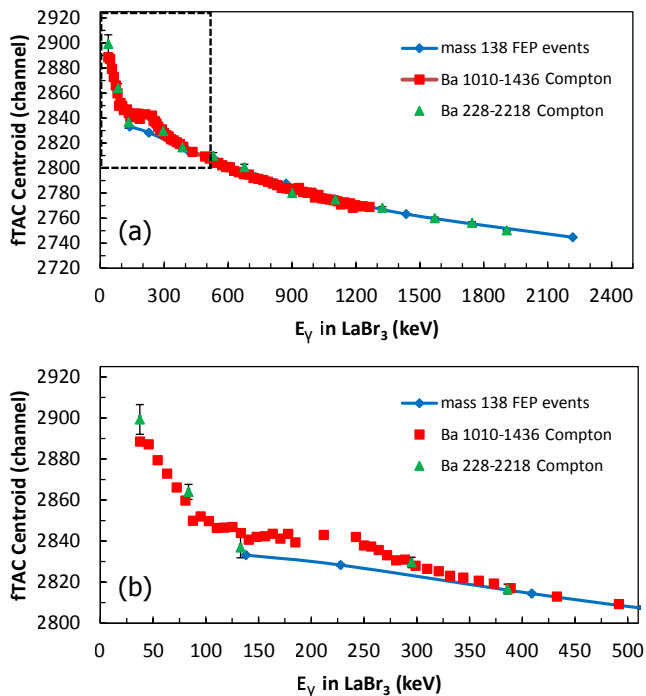 2920
2900
2880
2860
2840
2820
2800
2780
2760
2740
2720
fTAC Centroid (channel)
mass 138 FEP events
Ba 1010-1436 Compton
Ba 228-2218 Compton
(a)
0 300 600 900 1200 1500 1800 2100 2400
Eγ in LaBr3 (keV)
2920
2900
2880
2860
2840
2820
2800
fTAC Centroid (channel)
mass 138 FEP events
Ba 1010-1436 Compton
Ba 228-2218 Compton
(b)
0 50 100 150 200 250 300 350 400 450 500
Eγ in LaBr3 (keV)